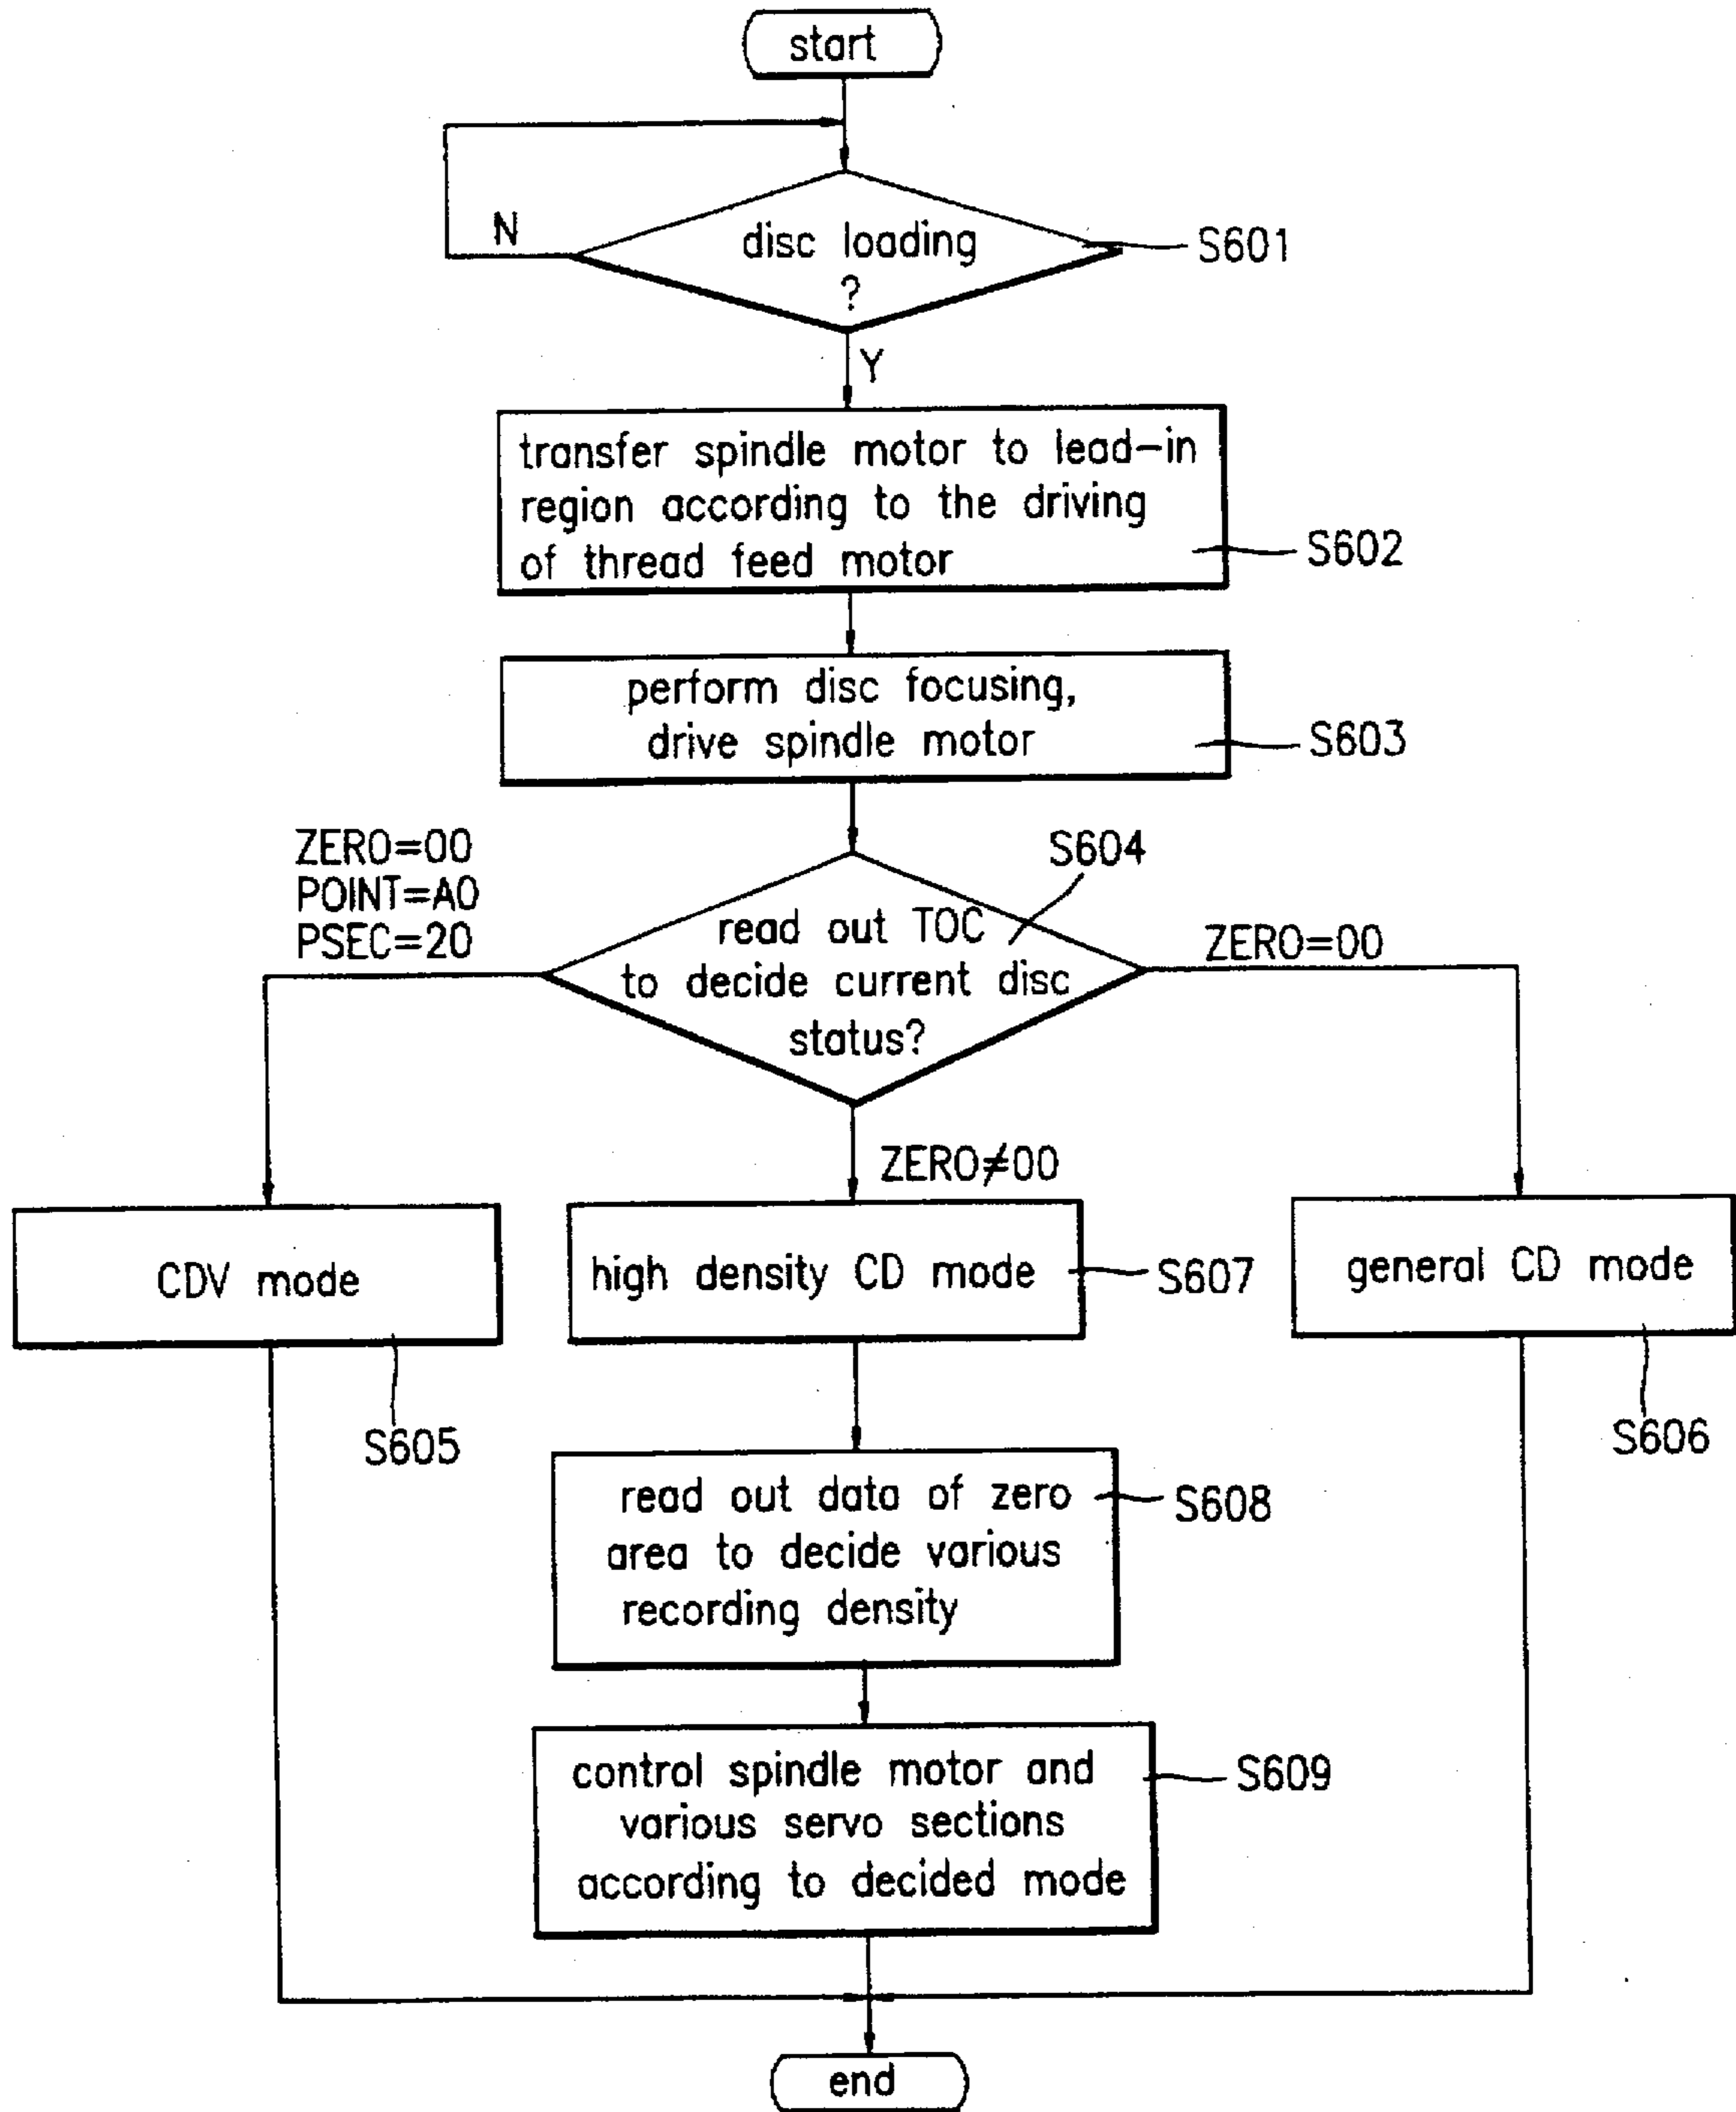 start
N
disc loading
?
S601
Y
transfer spindle motor to lead-in
region according to the driving
of thread feed motor
S602
perform disc focusing,
drive spindle motor
S603
ZERO=00
POINT=A0
PSEC=20
S604
read out TOC
to decide current disc
status?
ZERO=00
ZERO≠00
CDV mode
S605
high density CD mode
S607
general CD mode
S606
read out data of zero
area to decide various
recording density
S608
control spindle motor and
various servo sections
according to decided mode
S609
end